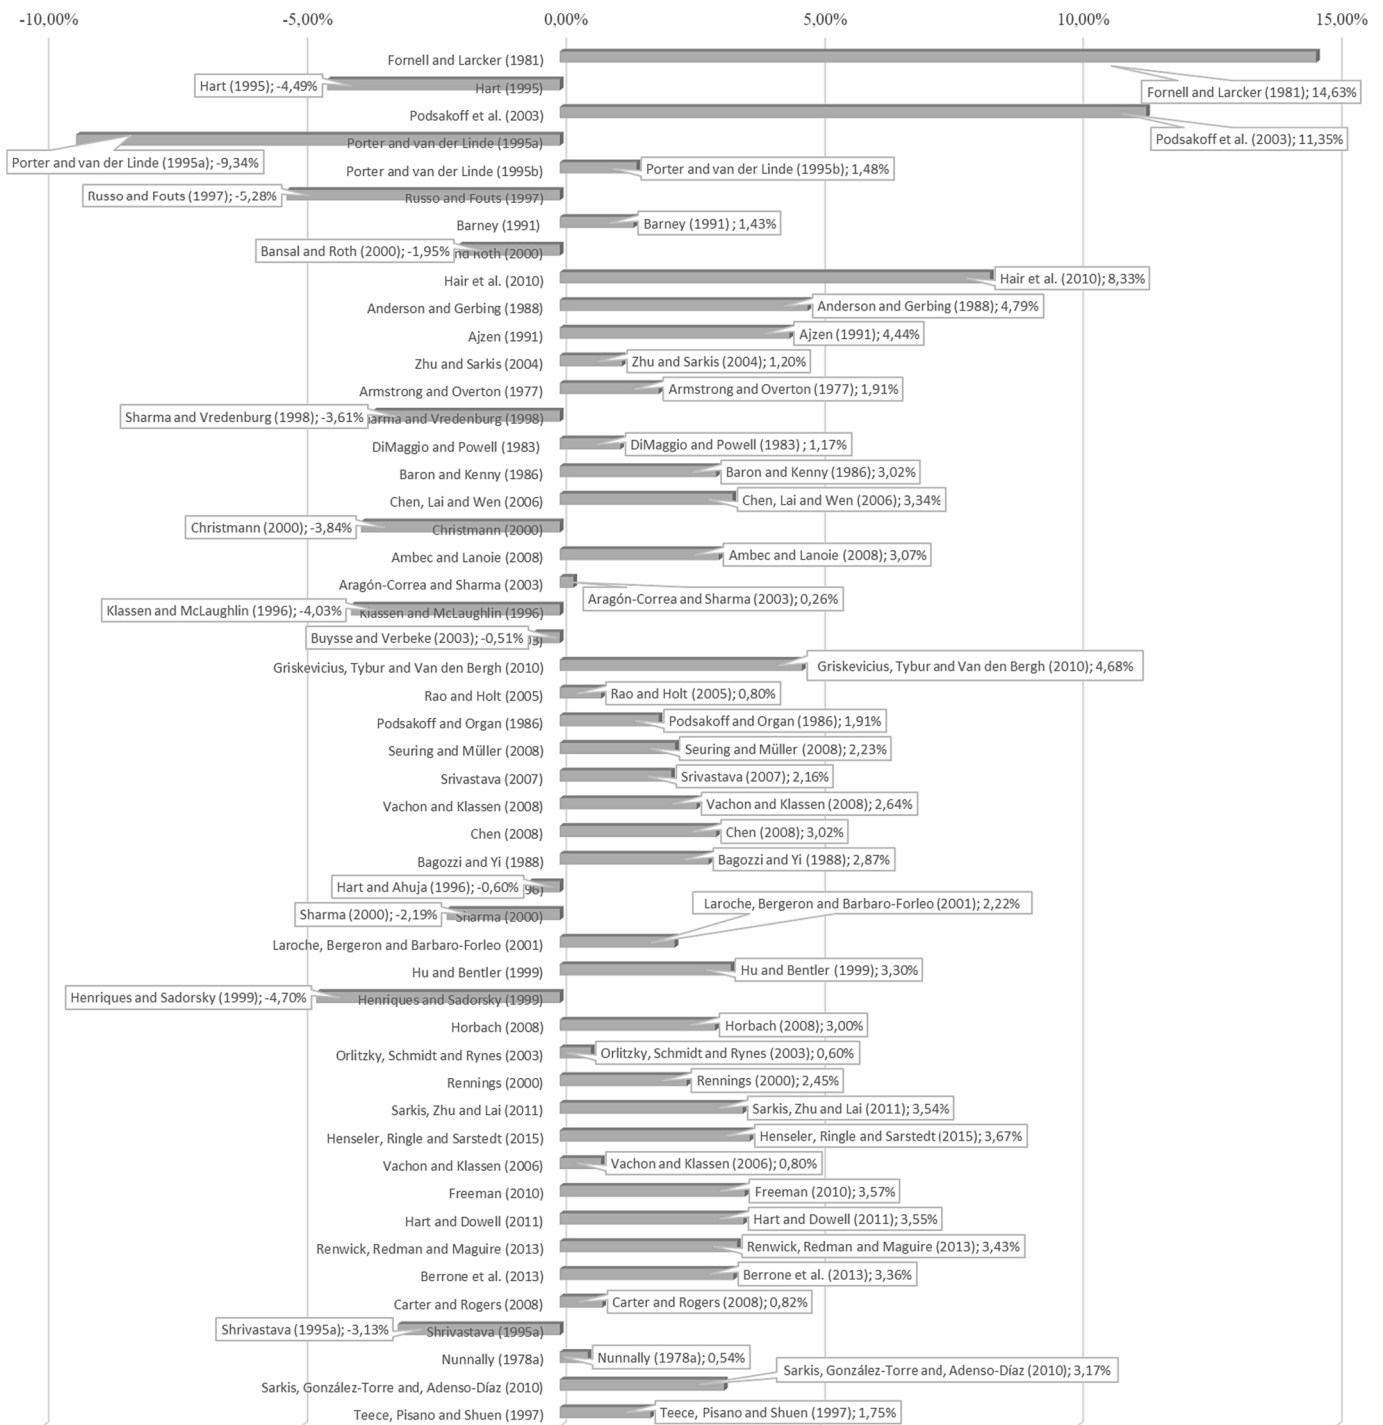 -10,00% -5,00% 0,00% 5,00% 10,00% 15,00%
Fornell and Larcker (1981)
Hart (1995); -4,49%
Hart (1995)
Fornell and Larcker (1981); 14,63%
Podsakoff et al. (2003)
Podsakoff et al. (2003); 11,35%
Porter and van der Linde (1995a)
Porter and van der Linde (1995a); -9,34%
Porter and van der Linde (1995b)
Porter and van der Linde (1995b); 1,48%
Russo and Fouts (1997); -5,28%
Russo and Fouts (1997)
Barney (1991)
Barney (1991) ; 1,43%
Bansal and Roth (2000); -1,95%
nd Roth (2000)
Hair et al. (2010)
Hair et al. (2010); 8,33%
Anderson and Gerbing (1988)
Anderson and Gerbing (1988); 4,79%
Ajzen (1991)
Ajzen (1991); 4,44%
Zhu and Sarkis (2004)
Zhu and Sarkis (2004); 1,20%
Armstrong and Overton (1977)
Armstrong and Overton (1977); 1,91%
Sharma and Vredenburg (1998); -3,61%
arma and Vredenburg (1998)
DiMaggio and Powell (1983)
DiMaggio and Powell (1983) ; 1,17%
Baron and Kenny (1986)
Baron and Kenny (1986); 3,02%
Chen, Lai and Wen (2006)
Chen, Lai and Wen (2006); 3,34%
Christmann (2000); -3,84%
Christmann (2000)
Ambec and Lanoie (2008)
Ambec and Lanoie (2008); 3,07%
Aragón-Correa and Sharma (2003)
Aragón-Correa and Sharma (2003); 0,26%
Klassen and McLaughlin (1996); -4,03%
Klassen and McLaughlin (1996)
Buysse and Verbeke (2003); -0,51%
03)
Griskevicius, Tybur and Van den Bergh (2010)
Griskevicius, Tybur and Van den Bergh (2010); 4,68%
Rao and Holt (2005)
Rao and Holt (2005); 0,80%
Podsakoff and Organ (1986)
Podsakoff and Organ (1986); 1,91%
Seuring and Müller (2008)
Seuring and Müller (2008); 2,23%
Srivastava (2007)
Srivastava (2007); 2,16%
Vachon and Klassen (2008)
Vachon and Klassen (2008); 2,64%
Chen (2008)
Chen (2008); 3,02%
Bagozzi and Yi (1988)
Bagozzi and Yi (1988); 2,87%
Hart and Ahuja (1996); -0,60%
96)
Sharma (2000); -2,19%
Sharma (2000)
Laroche, Bergeron and Barbaro-Forleo (2001); 2,22%
Laroche, Bergeron and Barbaro-Forleo (2001)
Hu and Bentler (1999)
Hu and Bentler (1999); 3,30%
Henriques and Sadorsky (1999); -4,70%
Henriques and Sadorsky (1999)
Horbach (2008)
Horbach (2008); 3,00%
Orlitzky, Schmidt and Rynes (2003)
Orlitzky, Schmidt and Rynes (2003); 0,60%
Rennings (2000)
Rennings (2000); 2,45%
Sarkis, Zhu and Lai (2011)
Sarkis, Zhu and Lai (2011); 3,54%
Henseler, Ringle and Sarstedt (2015)
Henseler, Ringle and Sarstedt (2015); 3,67%
Vachon and Klassen (2006)
Vachon and Klassen (2006); 0,80%
Freeman (2010)
Freeman (2010); 3,57%
Hart and Dowell (2011)
Hart and Dowell (2011); 3,55%
Renwick, Redman and Maguire (2013)
Renwick, Redman and Maguire (2013); 3,43%
Berrone et al. (2013)
Berrone et al. (2013); 3,36%
Carter and Rogers (2008)
Carter and Rogers (2008); 0,82%
Shrivastava (1995a); -3,13%
Shrivastava (1995a)
Nunnally (1978a)
Nunnally (1978a); 0,54%
Sarkis, González-Torre and, Adenso-Díaz (2010); 3,17%
Sarkis, González-Torre and, Adenso-Díaz (2010)
Teece, Pisano and Shuen (1997)
Teece, Pisano and Shuen (1997); 1,75%